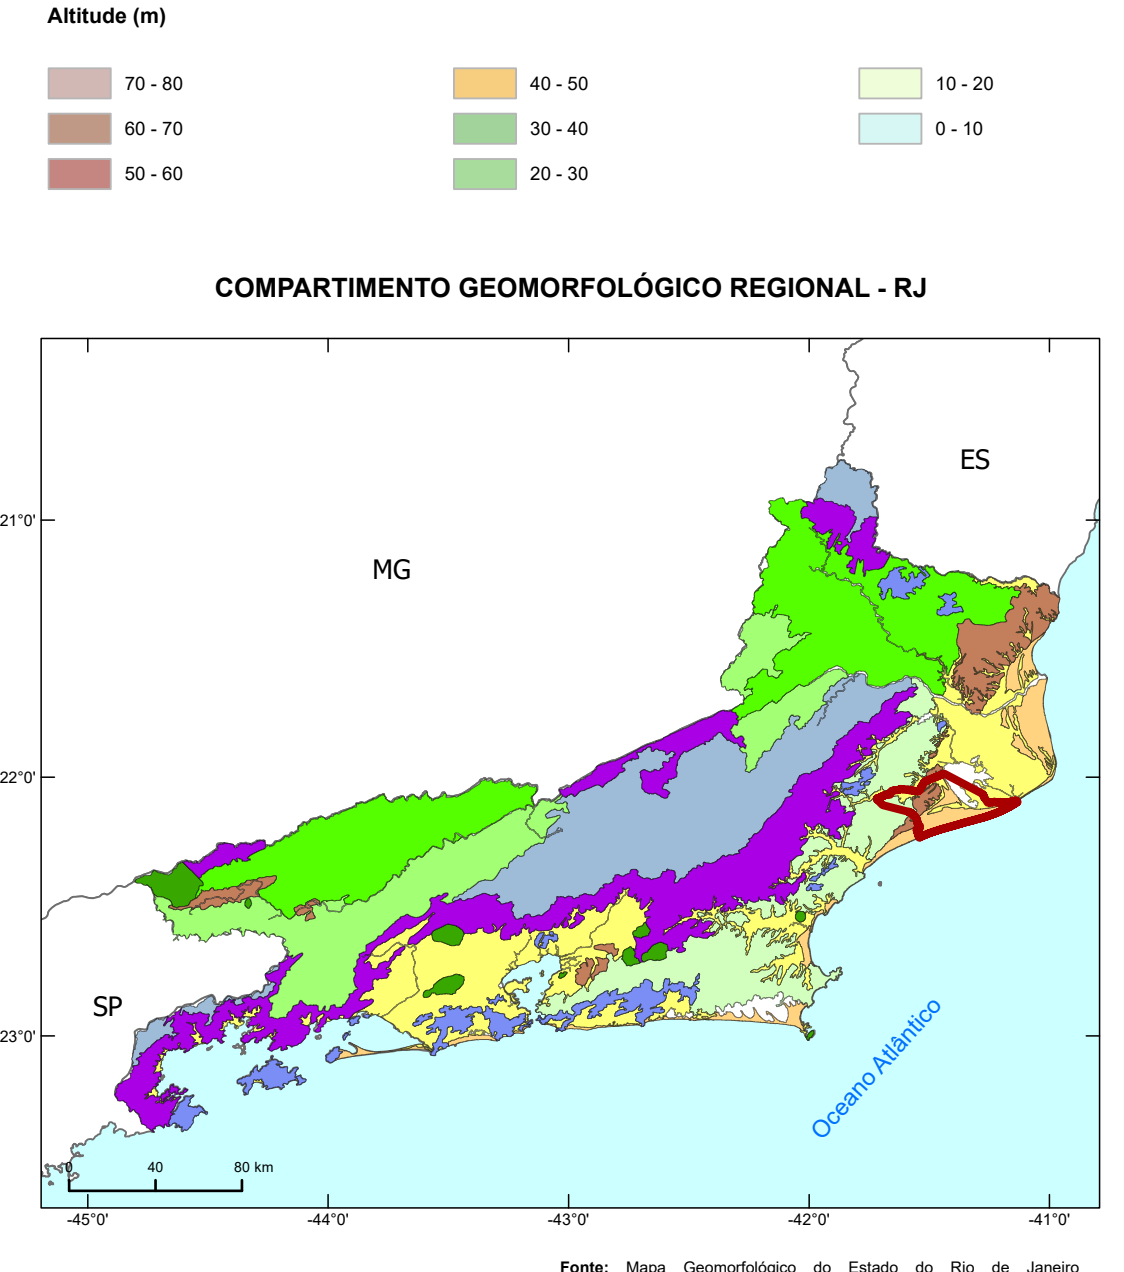 Altitude (m)
70 - 80
60 - 70
50 - 60
40 - 50
30 - 40
20 - 30
10 - 20
0 - 10
COMPARTIMENTO GEOMORFOLÓGICO REGIONAL - RJ
ES
MG
SP
21°0'
22°0'
23°0'
Oceano Atlântico
0 40 80 km
-45°0' -44°0' -43°0' -42°0' -41°0'
Fonte: Mapa Geomorfológico do Estado do Rio de Janeiro